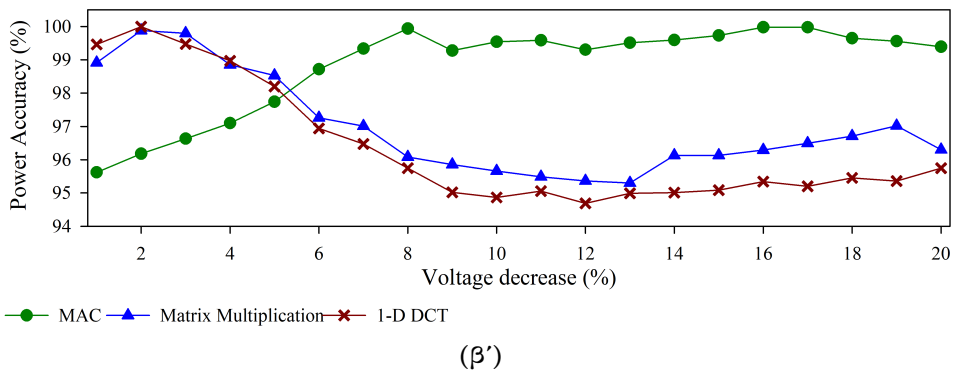 100
99
98
97
96
95
94
Power Accuracy (%)
2 4 6 8 10 12 14 16 18 20
Voltage decrease (%)
MAC Matrix Multiplication 1-D DCT
(β΄)